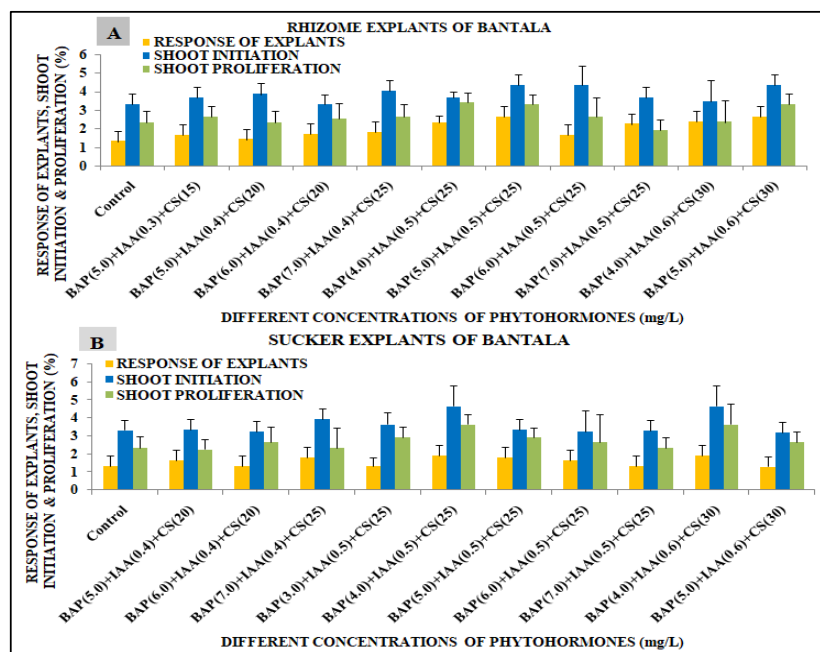 A
RHIZOME EXPLANTS OF BANTALA
RESPONSE OF EXPLANTS
SHOOT INITIATION
SHOOT PROLIFERATION
RESPONSE OF EXPLANTS, SHOOT
INITIATION & PROLIFERATION (%)
6
5
4
3
2
1
0
Control
BAP(5.0)+IAA(0.3)+CS(15)
BAP(5.0)+IAA(0.4)+CS(20)
BAP(6.0)+IAA(0.4)+CS(20)
BAP(7.0)+IAA(0.4)+CS(25)
BAP(4.0)+IAA(0.5)+CS(25)
BAP(5.0)+IAA(0.5)+CS(25)
BAP(6.0)+IAA(0.5)+CS(25)
BAP(7.0)+IAA(0.5)+CS(25)
BAP(4.0)+IAA(0.6)+CS(30)
BAP(5.0)+IAA(0.6)+CS(30)
DIFFERENT CONCENTRATIONS OF PHYTOHORMONES (mg/L)
B
SUCKER EXPLANTS OF BANTALA
RESPONSE OF EXPLANTS
SHOOT INITIATION
SHOOT PROLIFERATION
RESPONSE OF EXPLANTS, SHOOT
INITIATION & PROLIFERATION (%)
7
6
5
4
3
2
1
0
Control
BAP(5.0)+IAA(0.4)+CS(20)
BAP(6.0)+IAA(0.4)+CS(20)
BAP(7.0)+IAA(0.4)+CS(25)
BAP(3.0)+IAA(0.5)+CS(25)
BAP(4.0)+IAA(0.5)+CS(25)
BAP(5.0)+IAA(0.5)+CS(25)
BAP(6.0)+IAA(0.5)+CS(25)
BAP(7.0)+IAA(0.5)+CS(25)
BAP(4.0)+IAA(0.6)+CS(30)
BAP(5.0)+IAA(0.6)+CS(30)
DIFFERENT CONCENTRATIONS OF PHYTOHORMONES (mg/L)